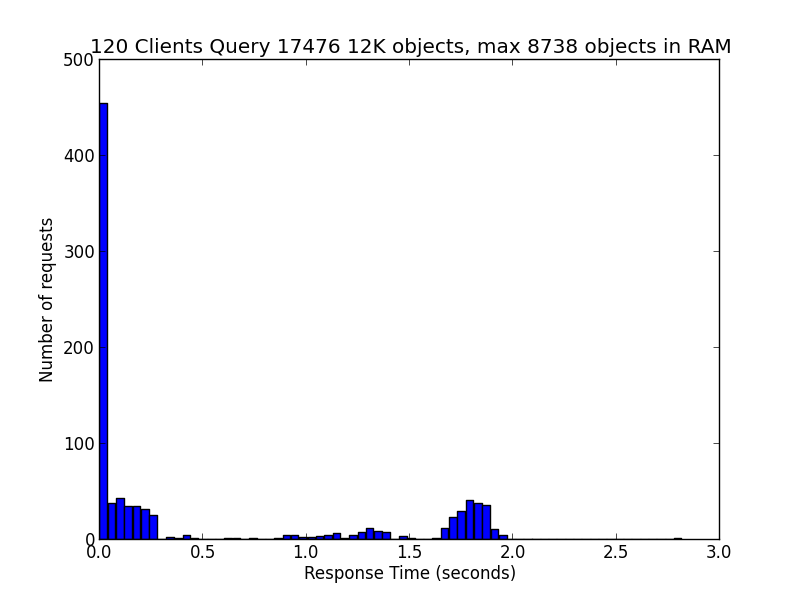 120 Clients Query 17476 12K objects, max 8738 objects in RAM
500
400
300
200
100
0
Number of requests
0.0 0.5 1.0 1.5 2.0 2.5 3.0
Response Time (seconds)